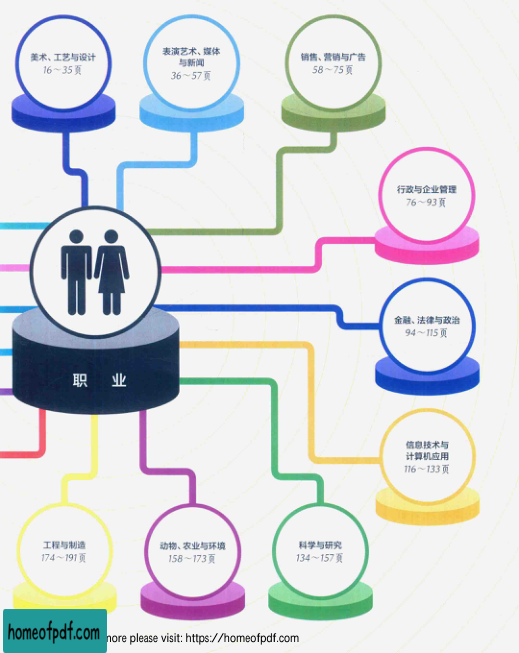 美术、工艺与设计
16～35页
表演艺术、媒体
与新闻
36～57页
销售、营销与广告
58～75页
行政与企业管理
76～93页
金融、法律与政治
94～115页
信息技术与
计算机应用
116～133页
职业
工程与制造
174～191页
动物、农业与环境
158～173页
科学与研究
134～157页
homeofpdf.com
more please visit: https://homeofpdf.com